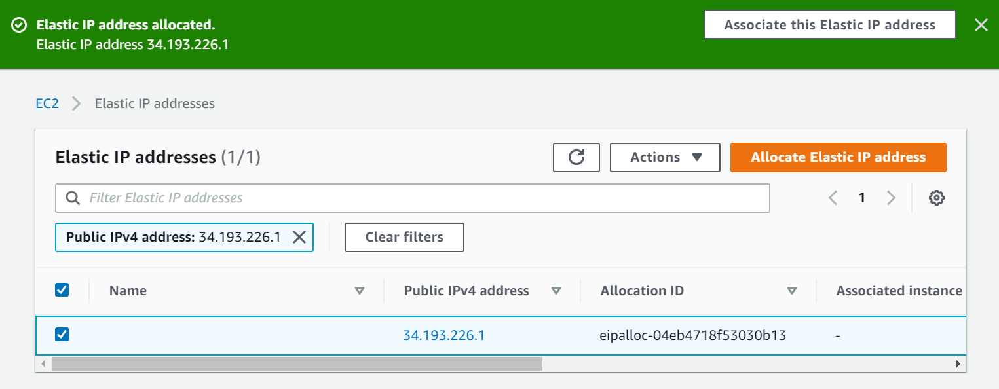 Elastic IP address allocated.
Elastic IP address 34.193.226.1
Associate this Elastic IP address
EC2 Elastic IP addresses
Elastic IP addresses (1/1)
Actions
Allocate Elastic IP address
Filter Elastic IP addresses
1
Public IPv4 address: 34.193.226.1
Clear filters
Name Public IPv4 address Allocation ID Associated instance
34.193.226.1 eipalloc-04eb4718f53030b13 -